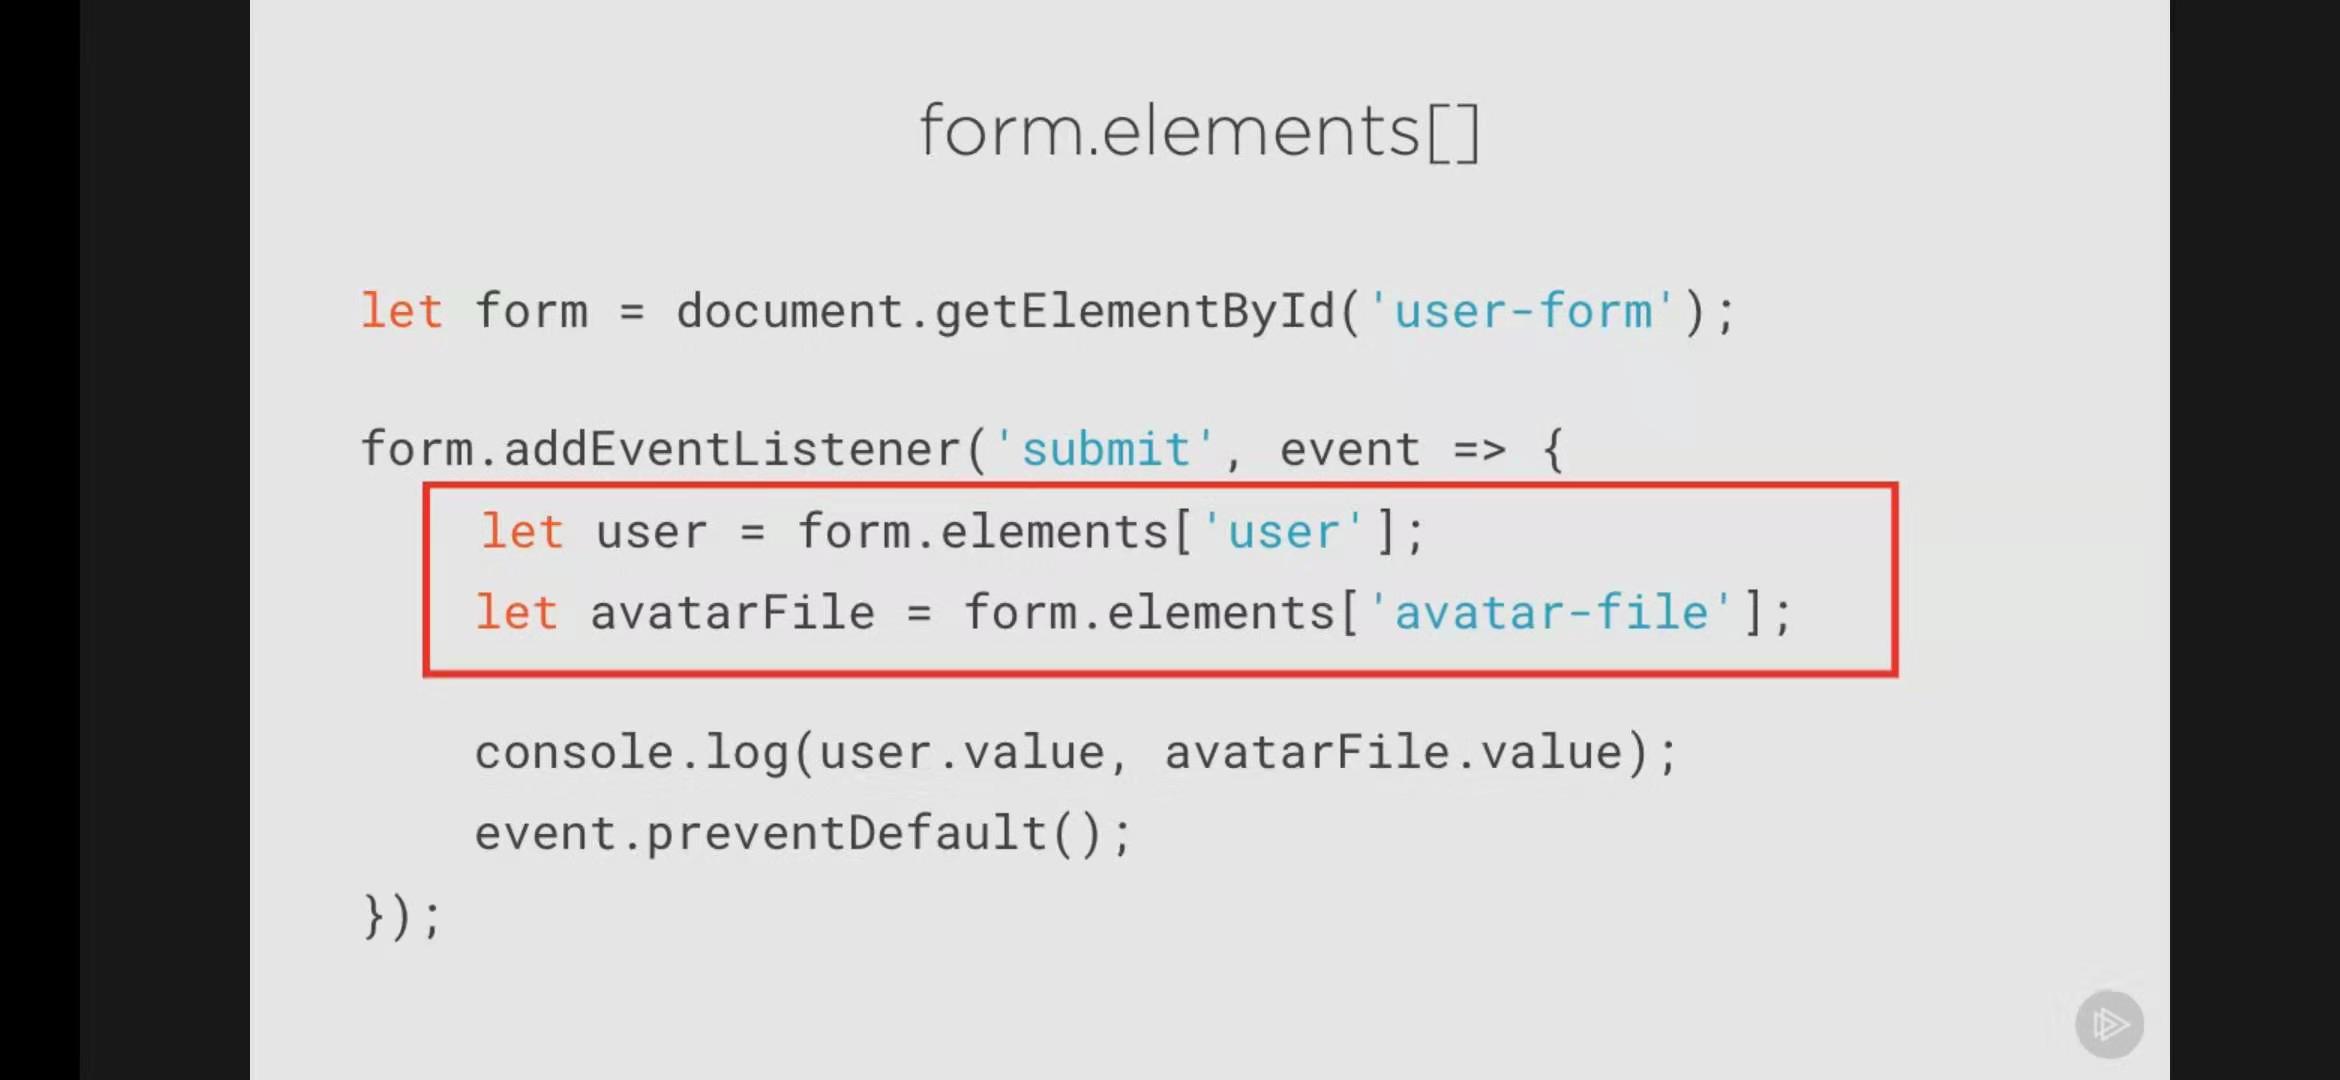 form.elements[]
let form = document.getElementById('user-form');
form.addEventListener('submit', event => {
let user = form.elements['user'];
let avatarFile = form.elements['avatar-file'];
console.log(user.value, avatarFile.value);
event.preventDefault();
});